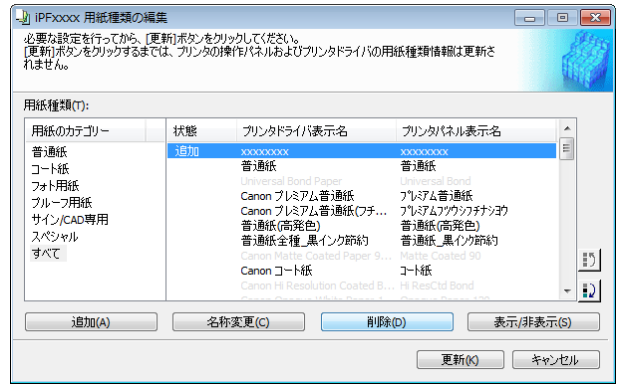 iPFxxxx 用紙種類の編集
必要な設定を行ってから、[更新]ボタンをクリックしてください。
[更新]ボタンをクリックするまでは、プリンタの操作パネルおよびプリンタドライバの用紙種類情報は更新さ
れません。
用紙種類(T):
用紙のカテゴリー
普通紙
コート紙
フォト用紙
プルーフ用紙
サイン/CAD専用
スペシャル
すべて
状態 プリンタドライバ表示名 プリンタパネル表示名
追加 xxxxxxxx xxxxxxxx
普通紙 普通紙
Universal Bond Paper Universal Bond
Canon プレミアム普通紙 プレミアム普通紙
Canon プレミアム普通紙(フチ... プレミアムフツウシフチナシヨウ
普通紙(高発色) 普通紙(高発色)
普通紙全種_黒インク節約 普通紙_黒インク節約
Canon Matte Coated Paper 9... Matte Coated 90
Canon コート紙 コート紙
Canon Hi Resolution Coated B... Hi ResCtd Bond
追加(A) 名称変更(C) 削除(D) 表示/非表示(S)
更新(K) キャンセル